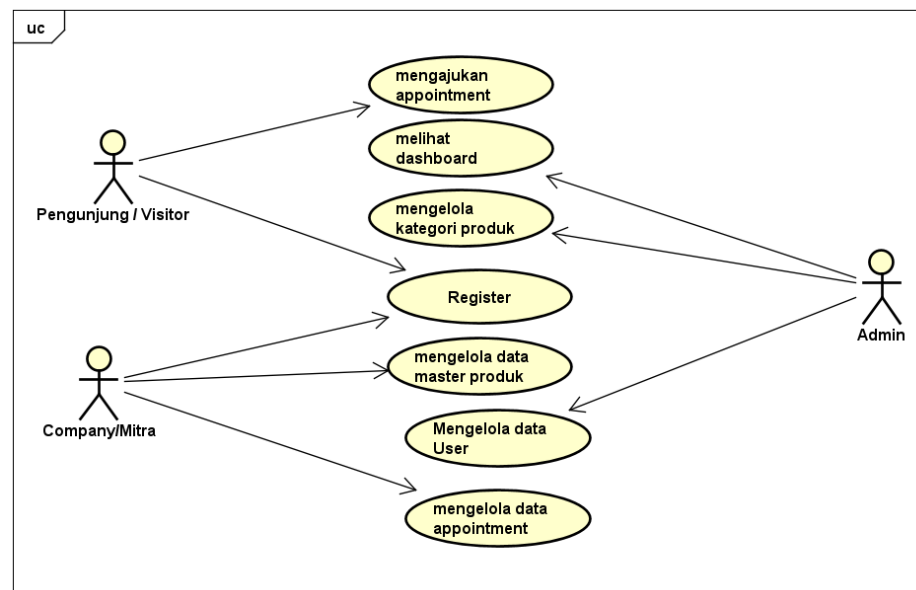 uc
mengajukan
appointment
melihat
dashboard
Pengunjung / Visitor
mengelola
kategori produk
Register
Admin
mengelola data
master produk
Company/Mitra
Mengelola data
User
mengelola data
appointment